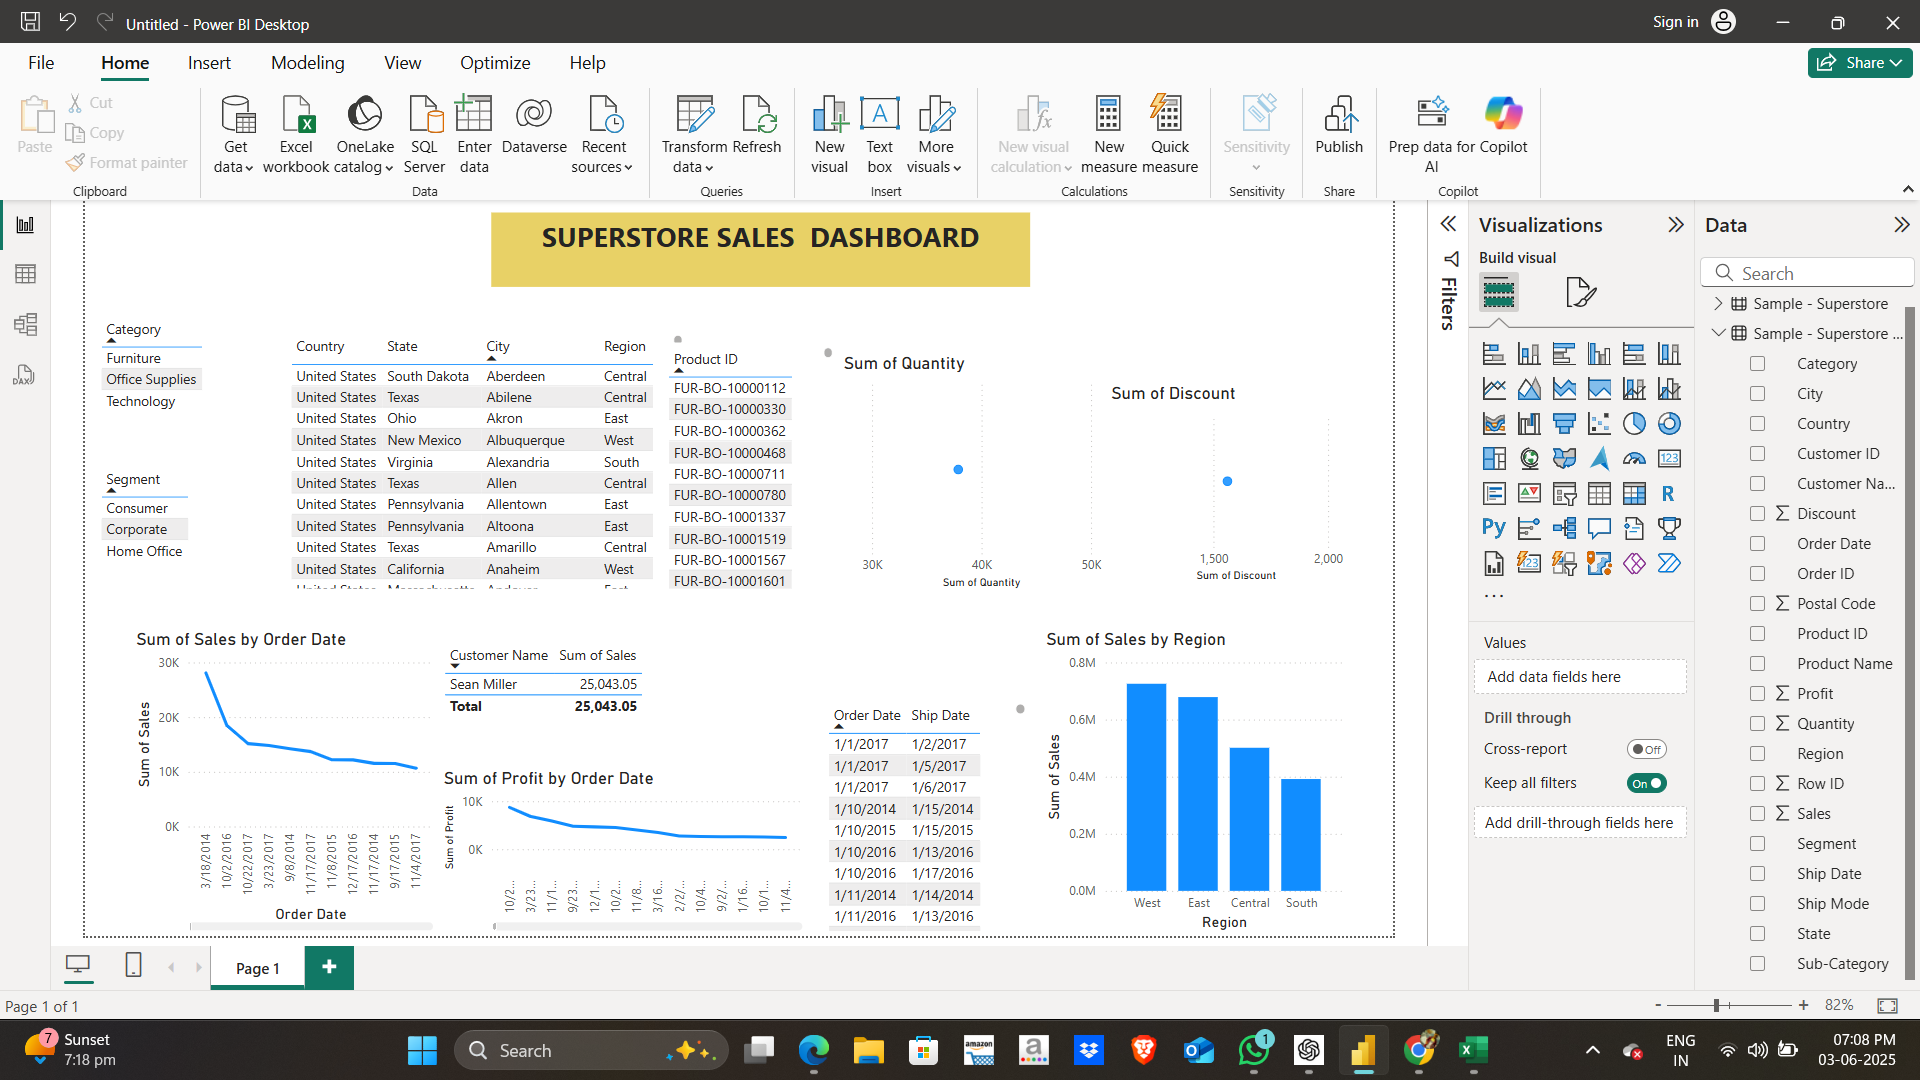 Untitled - Power BI Desktop
Sign in
File Home Insert Modeling View Optimize Help
Share
Paste
Cut
Copy
Format painter
Clipboard
Get data
Excel workbook
OneLake catalog
SQL Server
Enter data
Dataverse
Recent sources
Data
Transform data
Refresh
Queries
New visual
Text box
More visuals
Insert
New visual calculation
New measure
Quick measure
Calculations
Sensitivity
Sensitivity
Publish
Share
Prep data for AI
Copilot
Copilot
SUPERSTORE SALES DASHBOARD
Category
Furniture
Office Supplies
Technology
Segment
Consumer
Corporate
Home Office
Country State City Region
United States South Dakota Aberdeen Central
United States Texas Abilene Central
United States Ohio Akron East
United States New Mexico Albuquerque West
United States Virginia Alexandria South
United States Texas Allen Central
United States Pennsylvania Allentown East
United States Pennsylvania Altoona East
United States Texas Amarillo Central
United States California Anaheim West
Product ID
FUR-BO-10000112
FUR-BO-10000330
FUR-BO-10000362
FUR-BO-10000468
FUR-BO-10000711
FUR-BO-10000780
FUR-BO-10001337
FUR-BO-10001519
FUR-BO-10001567
FUR-BO-10001601
Sum of Quantity
30K 40K 50K
Sum of Quantity
Sum of Discount
1,500 2,000
Sum of Discount
Sum of Sales by Order Date
Sum of Sales
30K
20K
10K
0K
3/18/2014
10/2/2016
10/22/2017
3/23/2017
9/8/2014
11/17/2017
11/8/2015
12/17/2016
11/17/2014
9/17/2015
11/4/2017
Order Date
Customer Name Sum of Sales
Sean Miller 25,043.05
Total 25,043.05
Sum of Profit by Order Date
Sum of Profit
10K
0K
10/2...
3/23...
11/1...
9/23...
12/1...
10/2...
11/8...
3/16...
2/2/...
10/4...
9/2/...
1/16...
10/1...
11/4...
Order Date Ship Date
1/1/2017 1/2/2017
1/1/2017 1/5/2017
1/1/2017 1/6/2017
1/10/2014 1/15/2014
1/10/2015 1/15/2015
1/10/2016 1/13/2016
1/10/2016 1/17/2016
1/11/2014 1/14/2014
1/11/2016 1/13/2016
Sum of Sales by Region
Sum of Sales
0.8M
0.6M
0.4M
0.2M
0.0M
West East Central South
Region
Filters
Visualizations
Build visual
123
R
Py
123
...
Values
Add data fields here
Drill through
Cross-report Off
Keep all filters On
Add drill-through fields here
Data
Search
Sample - Superstore
Sample - Superstore ...
Category
City
Country
Customer ID
Customer Na...
Discount
Order Date
Order ID
Postal Code
Product ID
Product Name
Profit
Quantity
Region
Row ID
Sales
Segment
Ship Date
Ship Mode
State
Sub-Category
DAX
Page 1
Page 1 of 1
- + 82%
7
Sunset
7:18 pm
Search
amazon
a
1
ENG
IN
07:08 PM
03-06-2025